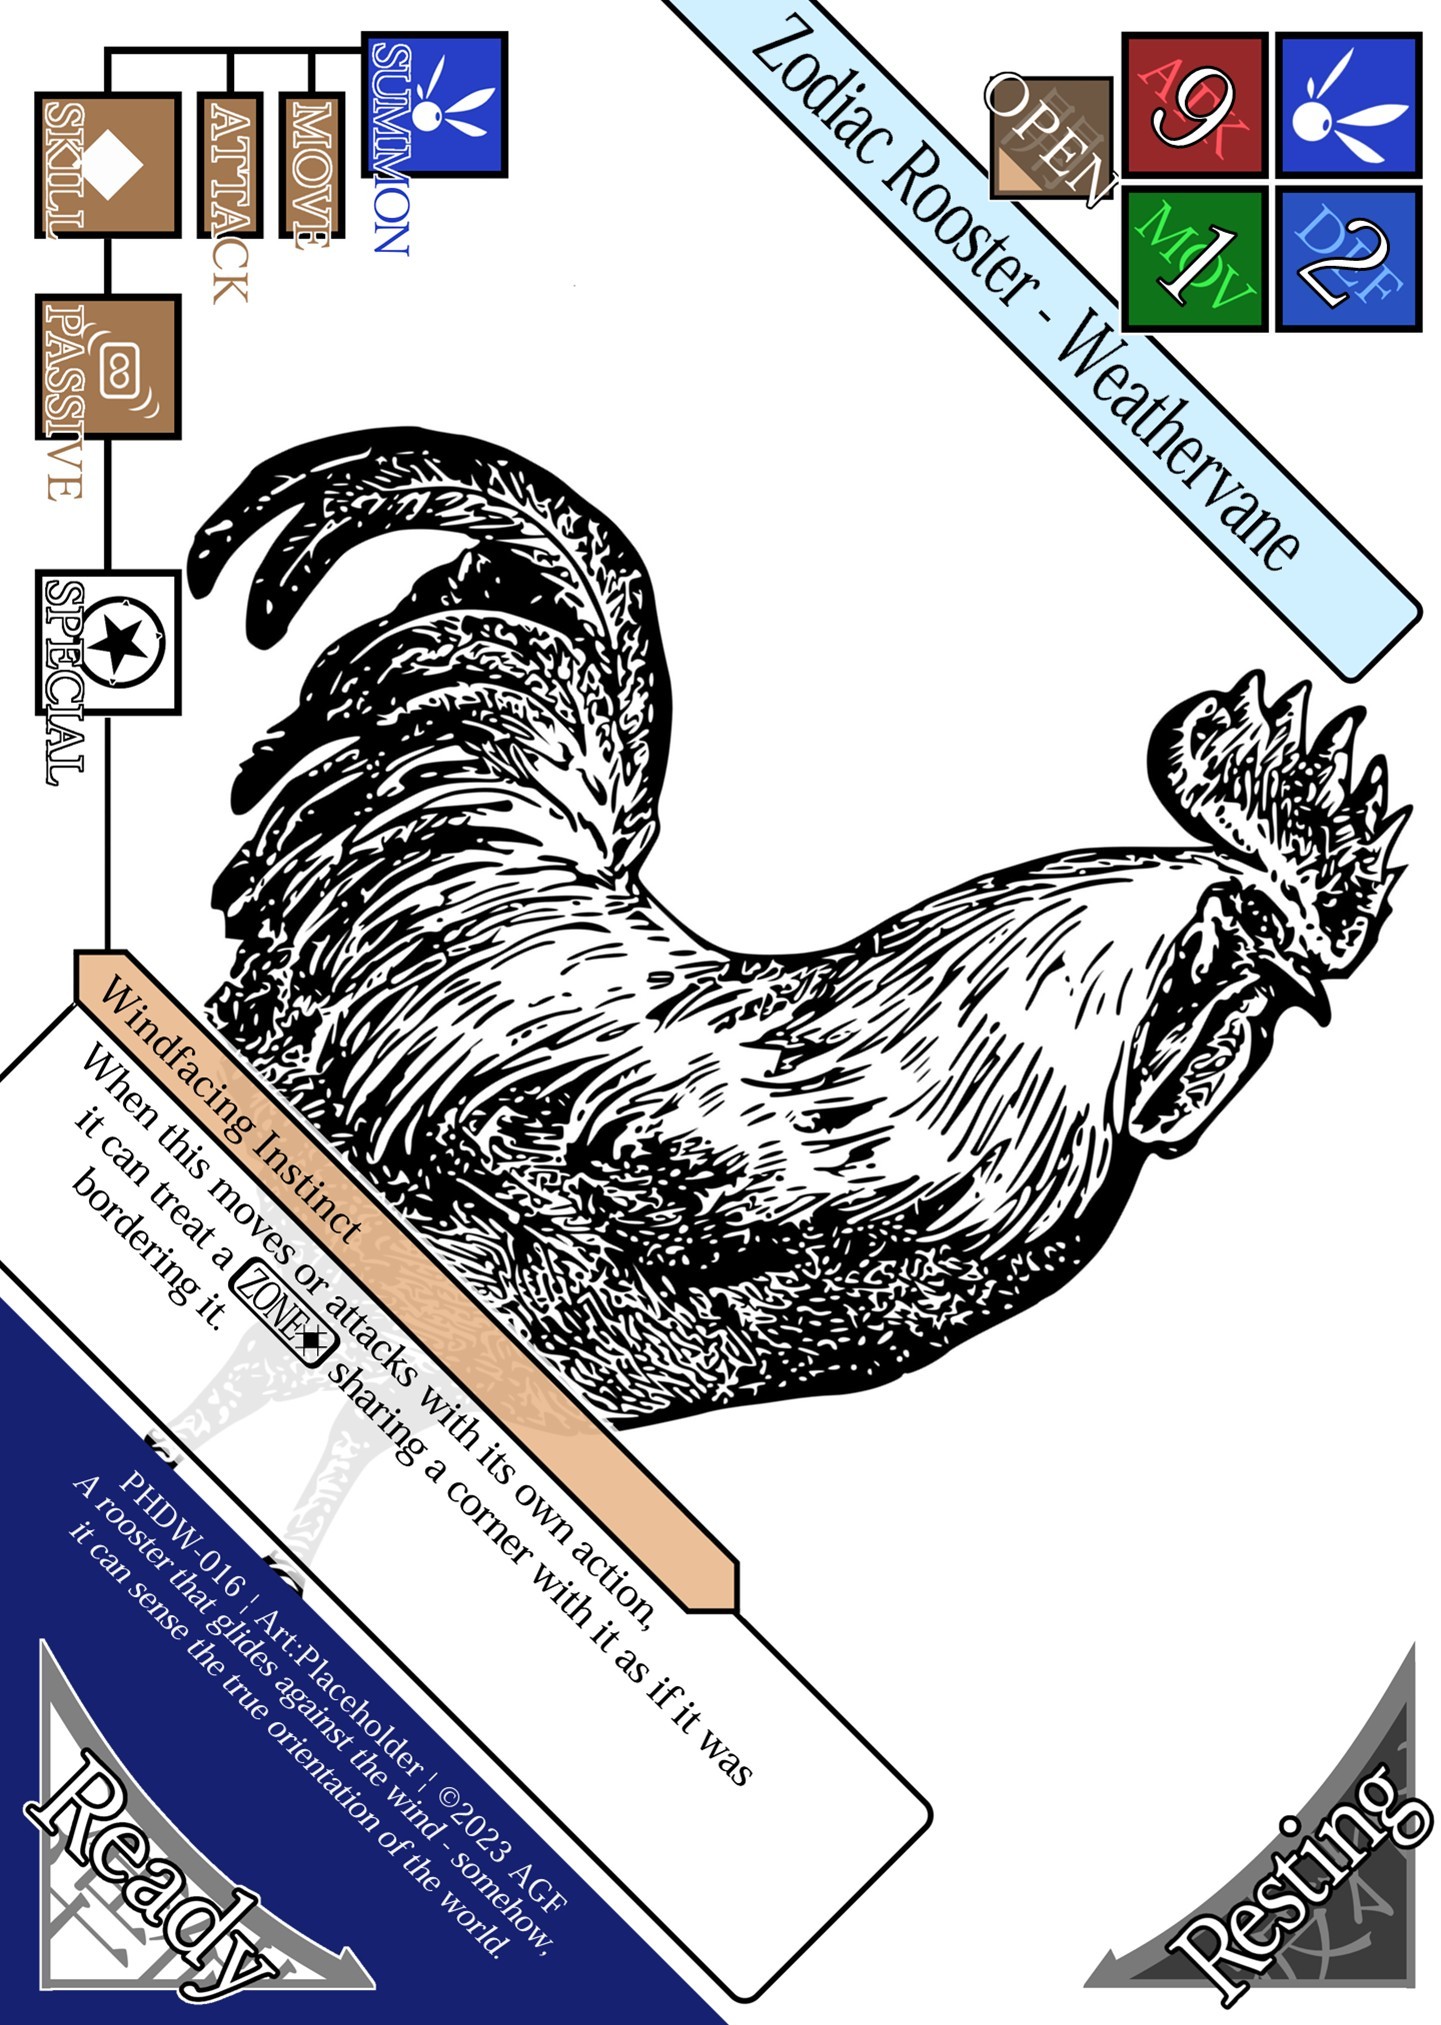 Zodiac Rooster - Weathervane
OPEN
開
ATK
9
MOV
1
DEF
2
SUMMON
MOVE
ATTACK
SKILL
PASSIVE
SPECIAL
Windfacing Instinct
When this moves or attacks with its own action,
it can treat a ZONE sharing a corner with it as if it was
bordering it.
PHDW-016 ¦ Art:Placeholder ¦ ©2023 AGF
A rooster that glides against the wind - somehow,
it can sense the true orientation of the world.
Ready
Resting